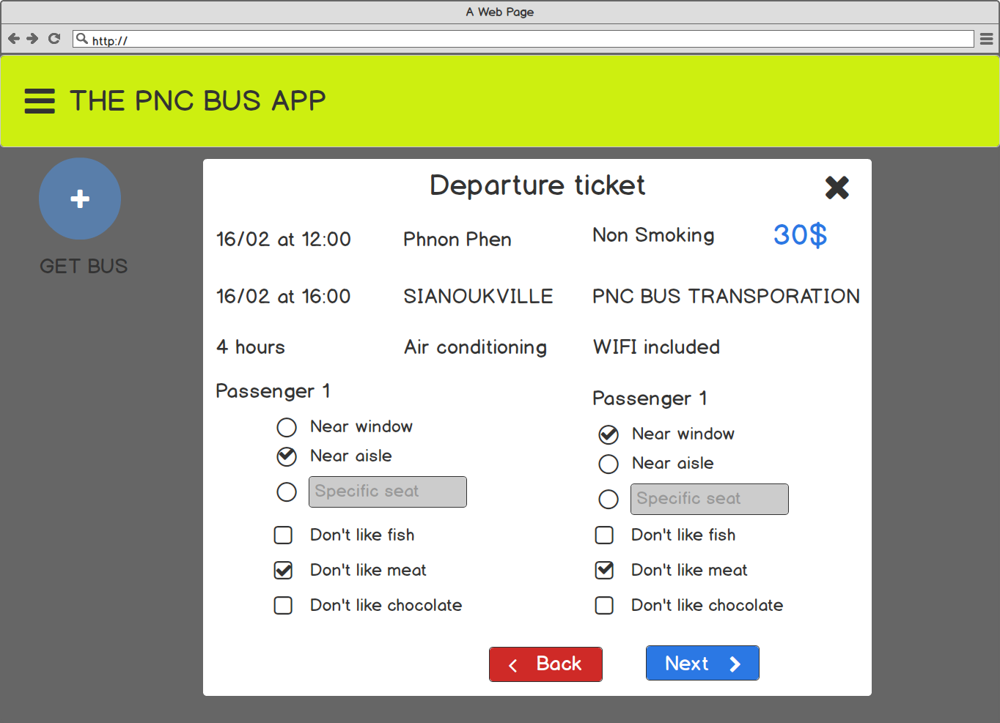 A Web Page
http://
THE PNC BUS APP
GET BUS
Departure ticket
16/02 at 12:00 Phnon Phen Non Smoking 30$
16/02 at 16:00 SIANOUKVILLE PNC BUS TRANSPORATION
4 hours Air conditioning WIFI included
Passenger 1
Near window
Near aisle
Specific seat
Don't like fish
Don't like meat
Don't like chocolate
Passenger 1
Near window
Near aisle
Specific seat
Don't like fish
Don't like meat
Don't like chocolate
Back
Next